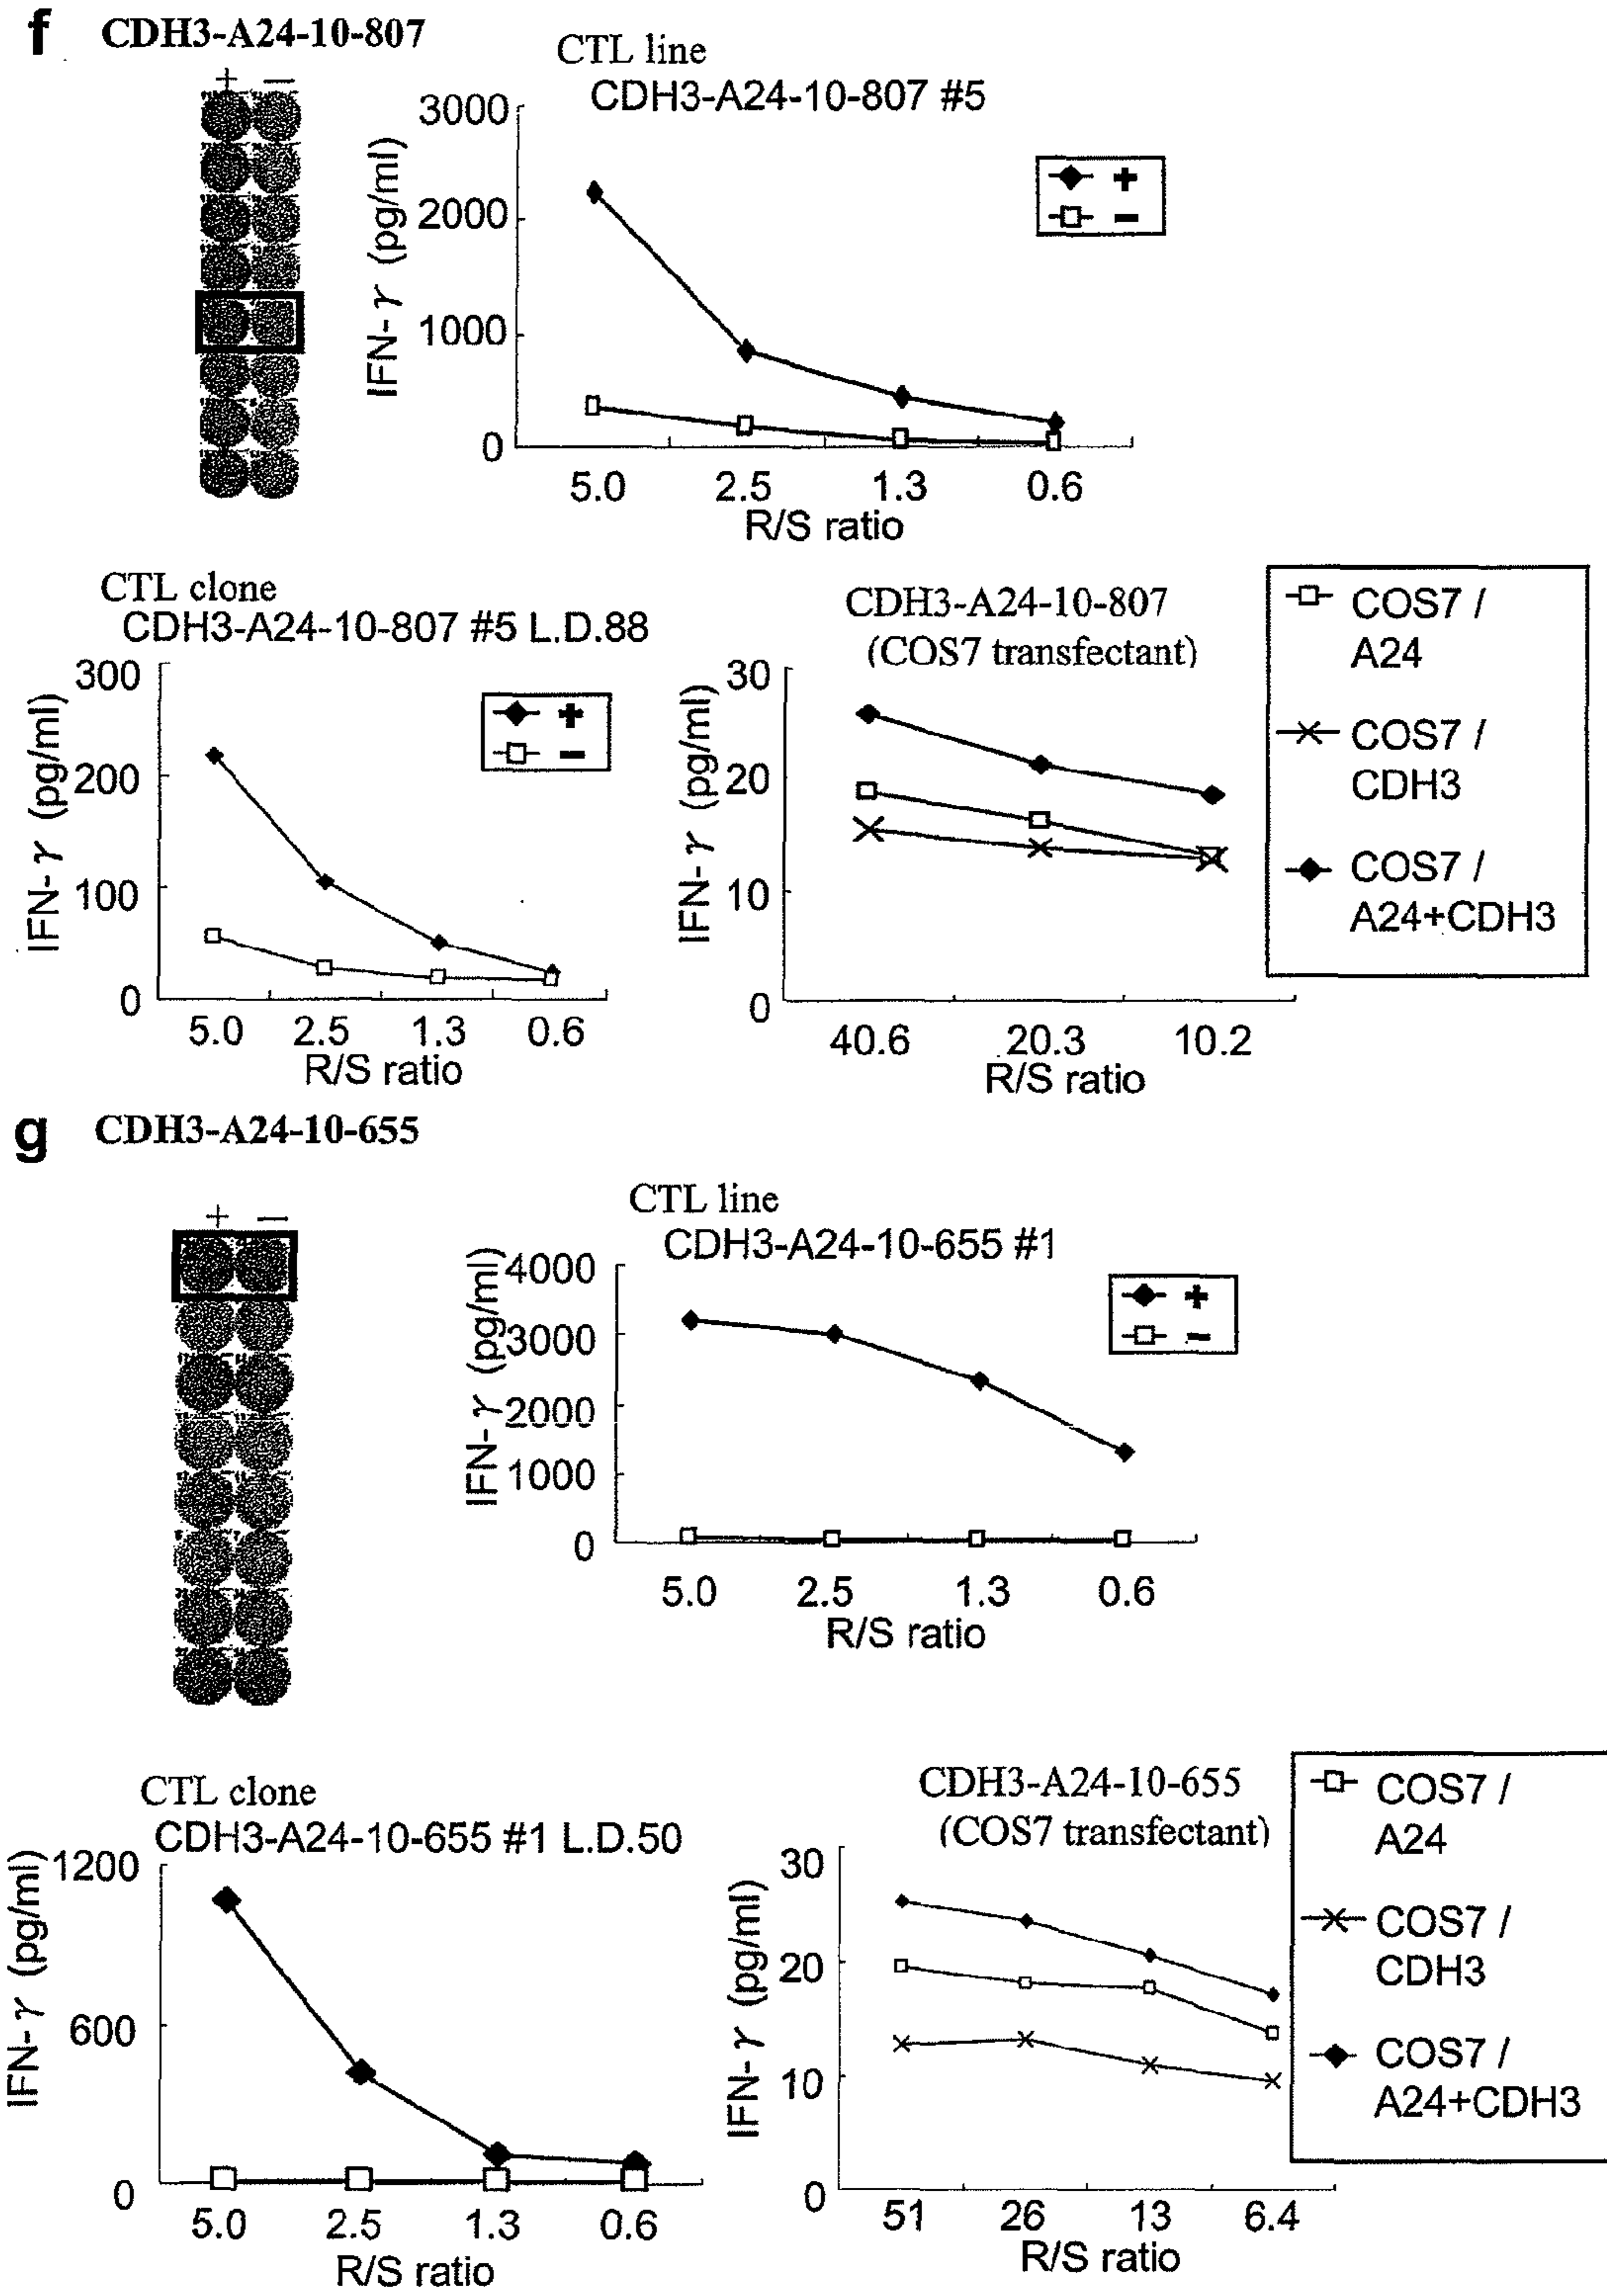 f CDH3-A24-10-807
+ −
CTL line
CDH3-A24-10-807 #5
IFN-γ (pg/ml)
3000
2000
1000
0
5.0 2.5 1.3 0.6
R/S ratio
+
−
CTL clone
CDH3-A24-10-807 #5 L.D.88
IFN-γ (pg/ml)
300
200
100
0
5.0 2.5 1.3 0.6
R/S ratio
+
−
CDH3-A24-10-807
(COS7 transfectant)
IFN-γ (pg/ml)
30
20
10
0
40.6 20.3 10.2
R/S ratio
COS7 /
A24
COS7 /
CDH3
COS7 /
A24+CDH3
g CDH3-A24-10-655
+ −
CTL line
CDH3-A24-10-655 #1
IFN-γ (pg/ml)
4000
3000
2000
1000
0
5.0 2.5 1.3 0.6
R/S ratio
+
−
CTL clone
CDH3-A24-10-655 #1 L.D.50
IFN-γ (pg/ml)
1200
600
0
5.0 2.5 1.3 0.6
R/S ratio
CDH3-A24-10-655
(COS7 transfectant)
IFN-γ (pg/ml)
30
20
10
0
51 26 13 6.4
R/S ratio
COS7 /
A24
COS7 /
CDH3
COS7 /
A24+CDH3